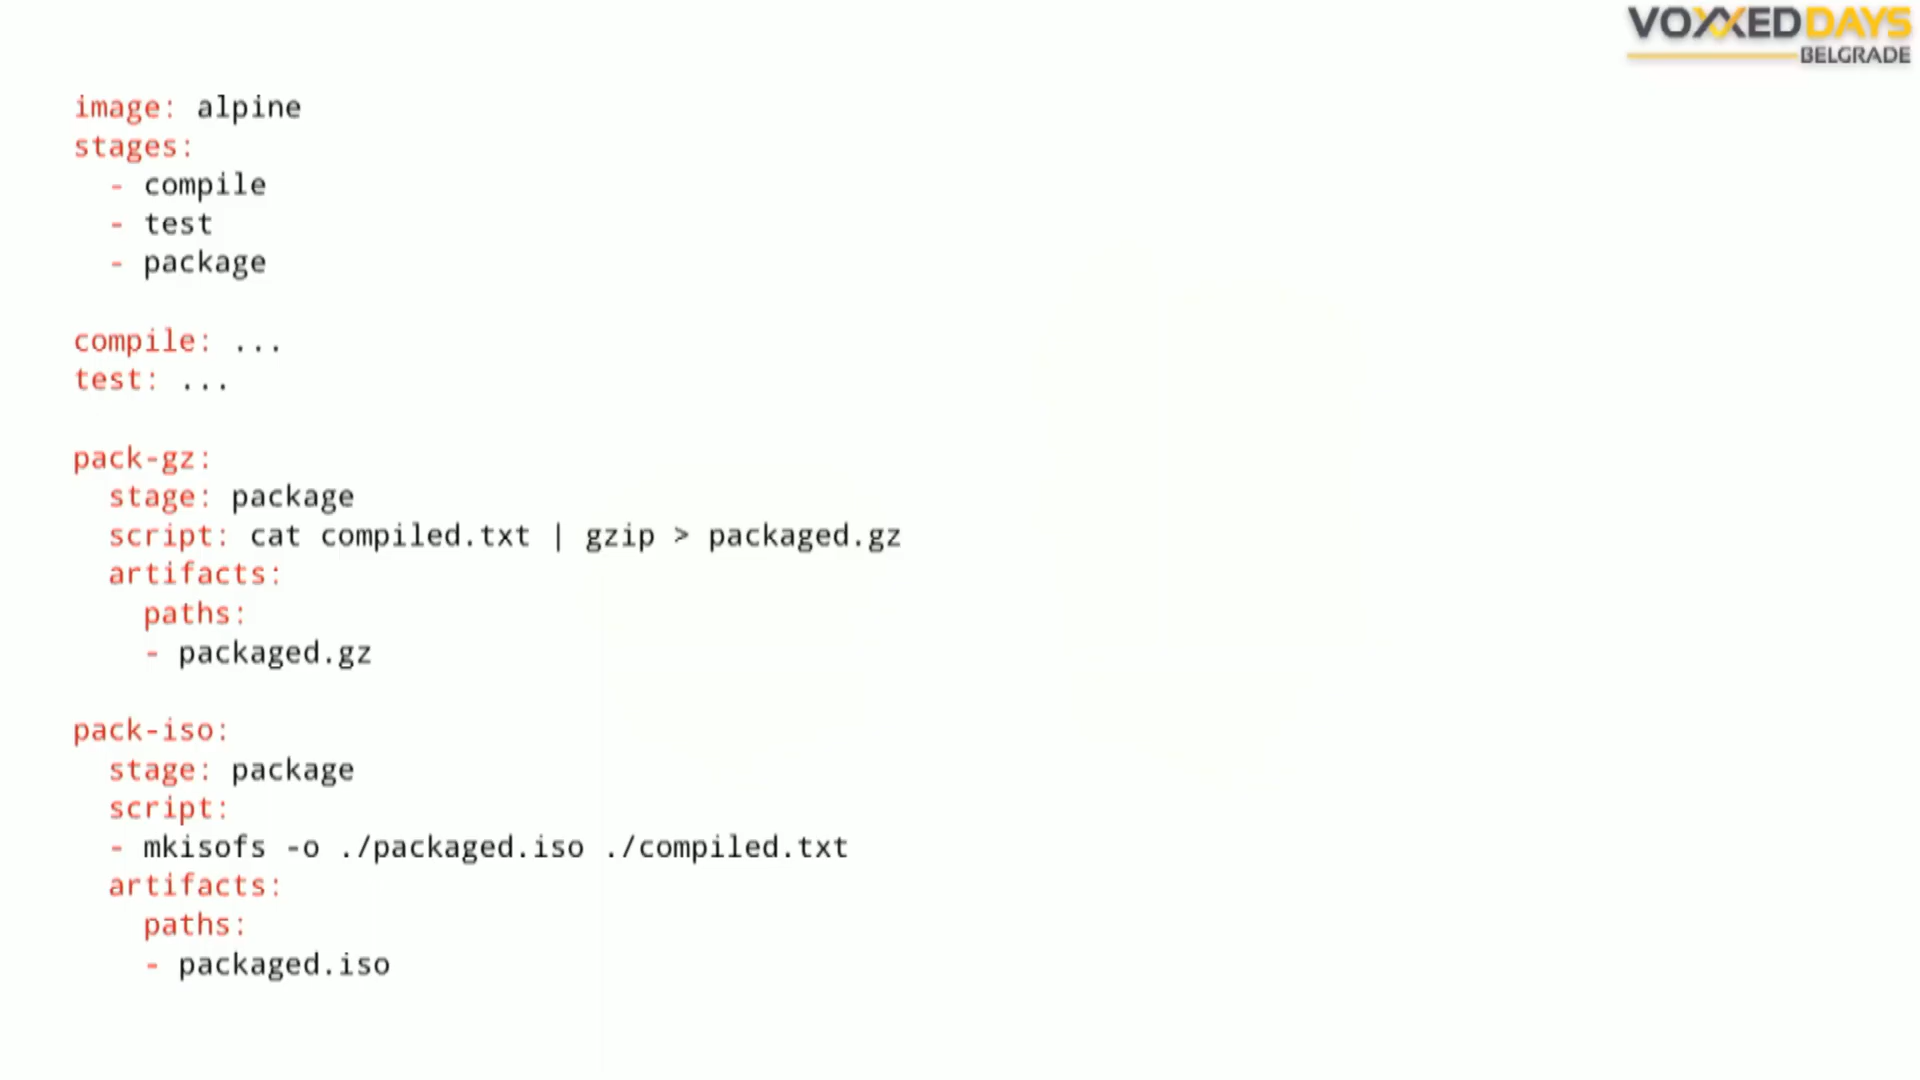 VOXXED DAYS
BELGRADE
image: alpine
stages:
  - compile
  - test
  - package

compile: ...
test: ...

pack-gz:
  stage: package
  script: cat compiled.txt | gzip > packaged.gz
  artifacts:
    paths:
    - packaged.gz

pack-iso:
  stage: package
  script:
  - mkisofs -o ./packaged.iso ./compiled.txt
  artifacts:
    paths:
    - packaged.iso